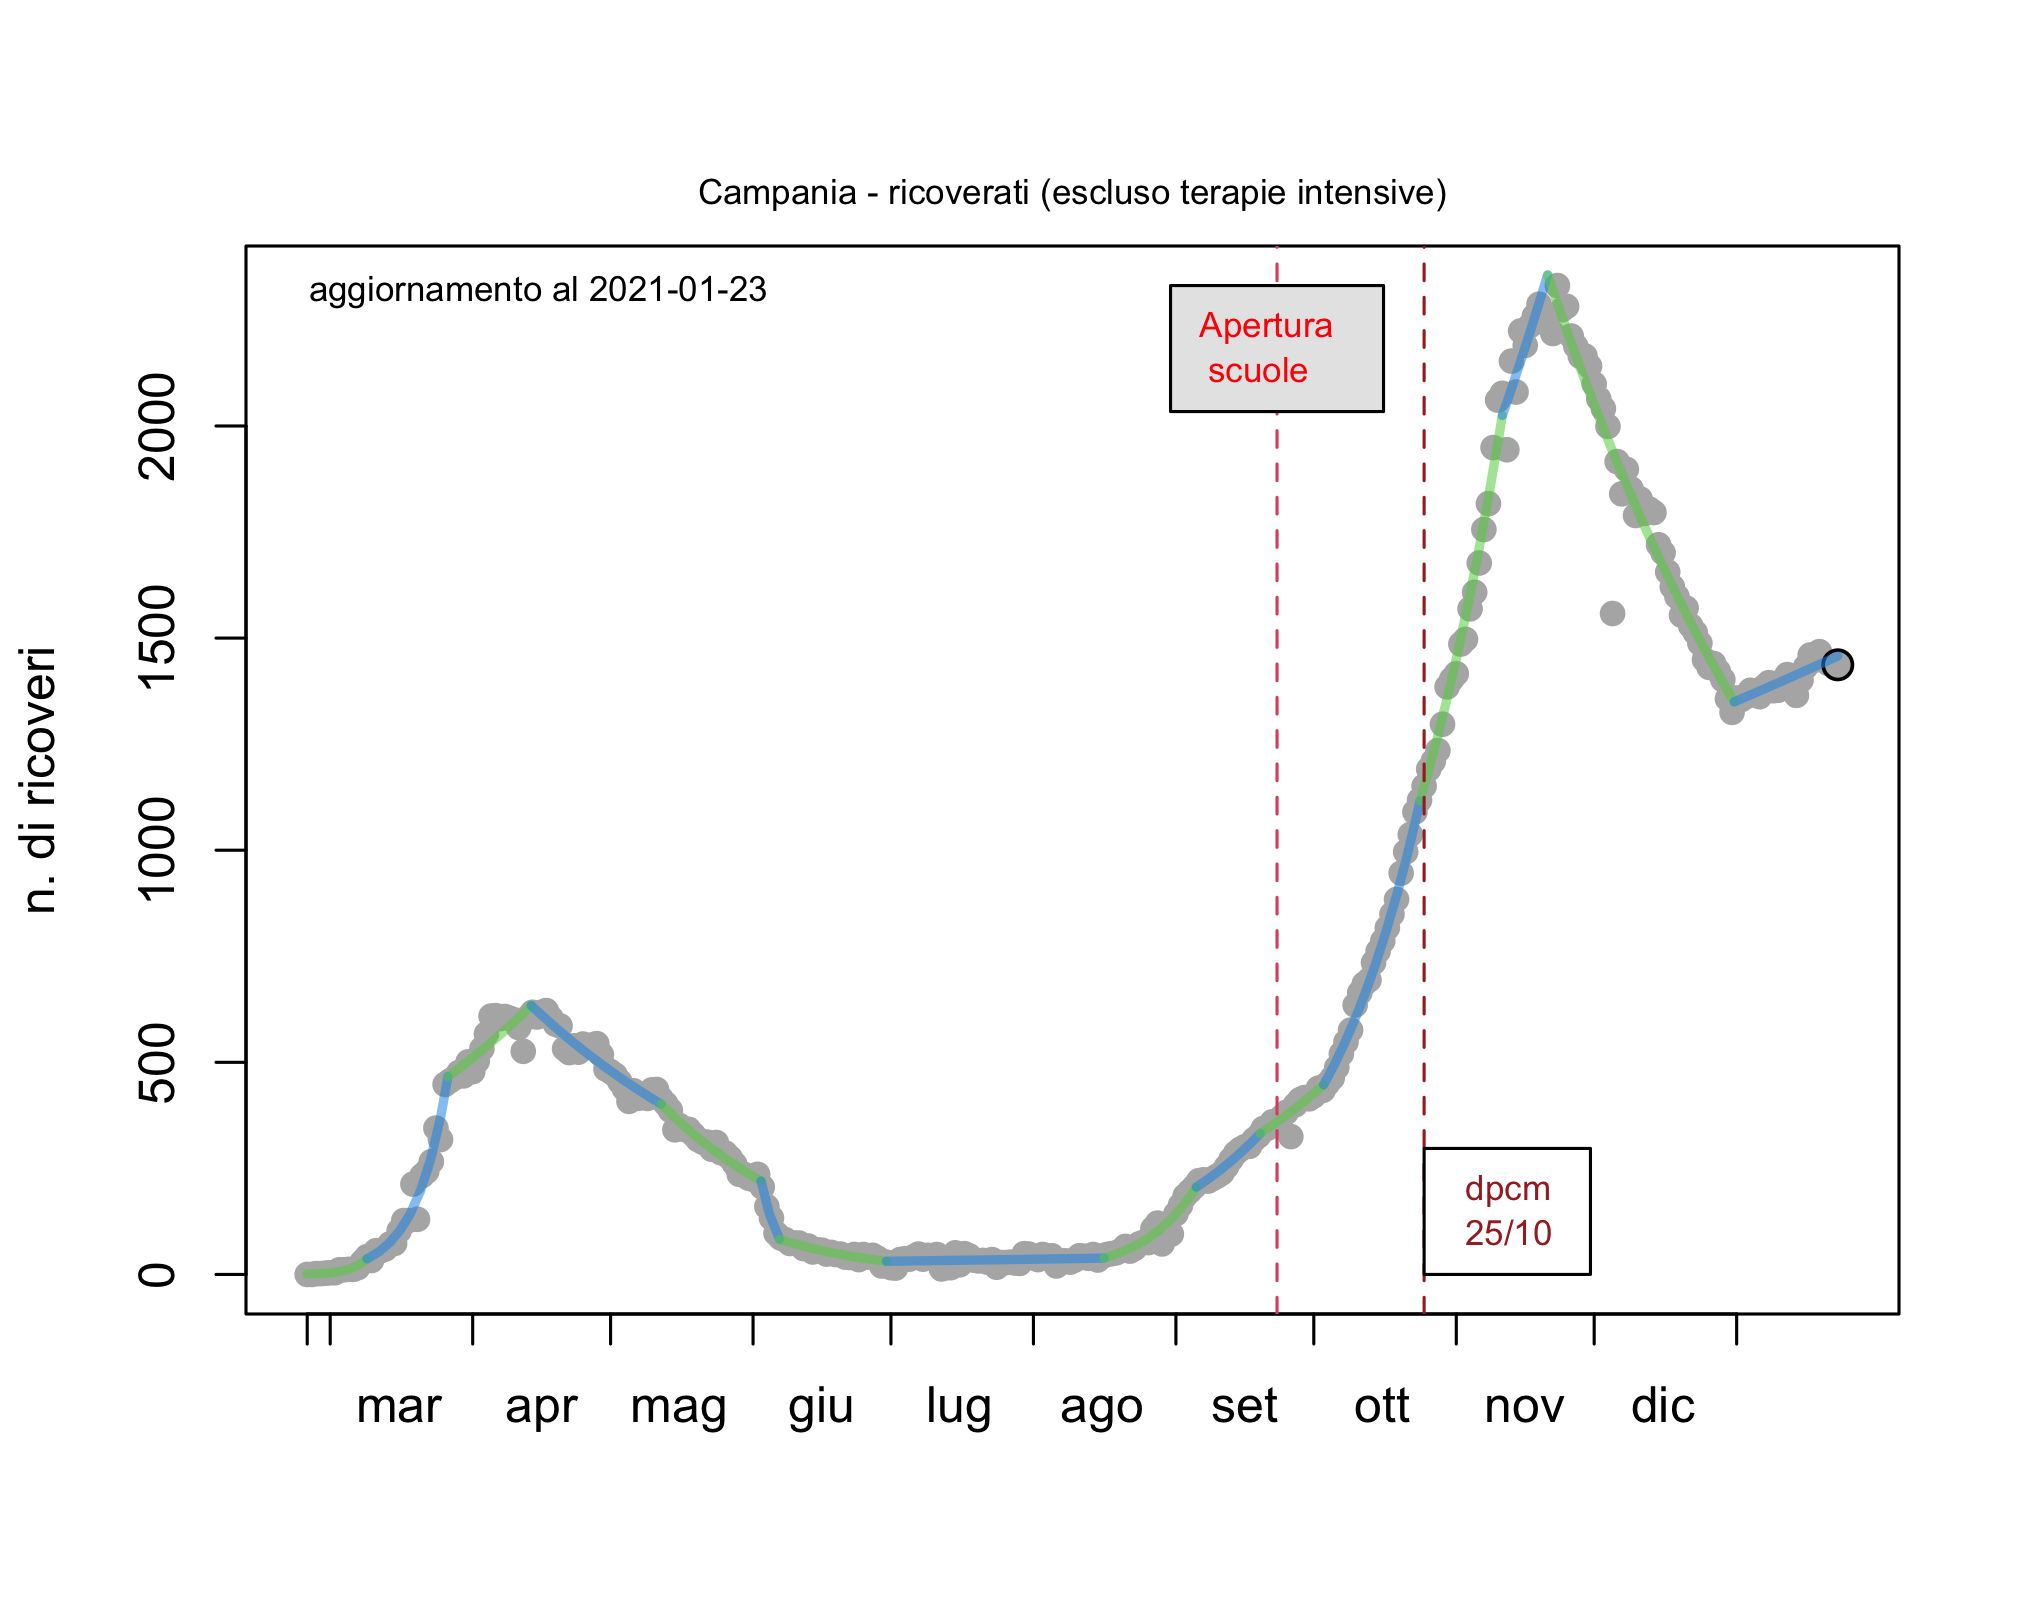 Campania - ricoverati (escluso terapie intensive)
aggiornamento al 2021-01-23
Apertura
scuole
dpcm
25/10
n. di ricoveri
2000
1500
1000
500
0
mar apr mag giu lug ago set ott nov dic